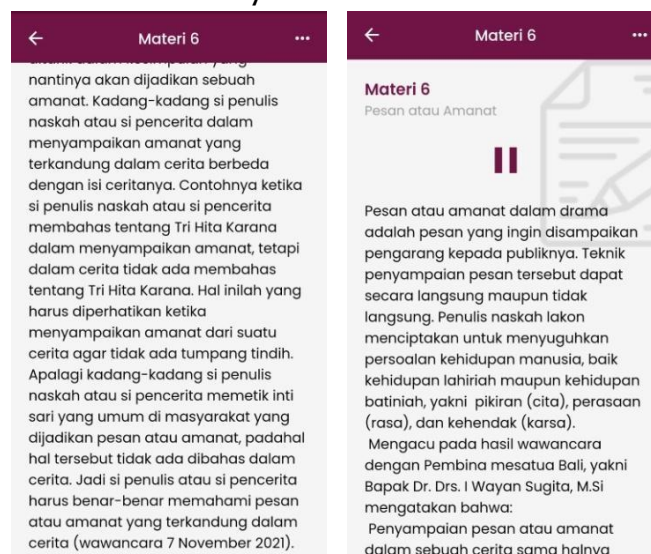 Materi 6
nantinya akan dijadikan sebuah
amanat. Kadang-kadang si penulis
naskah atau si pencerita dalam
menyampaikan amanat yang
terkandung dalam cerita berbeda
dengan isi ceritanya. Contohnya ketika
si penulis naskah atau si pencerita
membahas tentang Tri Hita Karana
dalam menyampaikan amanat, tetapi
dalam cerita tidak ada membahas
tentang Tri Hita Karana. Hal inilah yang
harus diperhatikan ketika
menyampaikan amanat dari suatu
cerita agar tidak ada tumpang tindih.
Apalagi kadang-kadang si penulis
naskah atau si pencerita memetik inti
sari yang umum di masyarakat yang
dijadikan pesan atau amanat, padahal
hal tersebut tidak ada dibahas dalam
cerita. Jadi si penulis atau si pencerita
harus benar-benar memahami pesan
atau amanat yang terkandung dalam
cerita (wawancara 7 November 2021).
Materi 6
Materi 6
Pesan atau Amanat
Pesan atau amanat dalam drama
adalah pesan yang ingin disampaikan
pengarang kepada publiknya. Teknik
penyampaian pesan tersebut dapat
secara langsung maupun tidak
langsung. Penulis naskah lakon
menciptakan untuk menyuguhkan
persoalan kehidupan manusia, baik
kehidupan lahiriah maupun kehidupan
batiniah, yakni pikiran (cita), perasaan
(rasa), dan kehendak (karsa).
Mengacu pada hasil wawancara
dengan Pembina mesatua Bali, yakni
Bapak Dr. Drs. I Wayan Sugita, M.Si
mengatakan bahwa:
Penyampaian pesan atau amanat
dalam sebuah cerita sama halnya